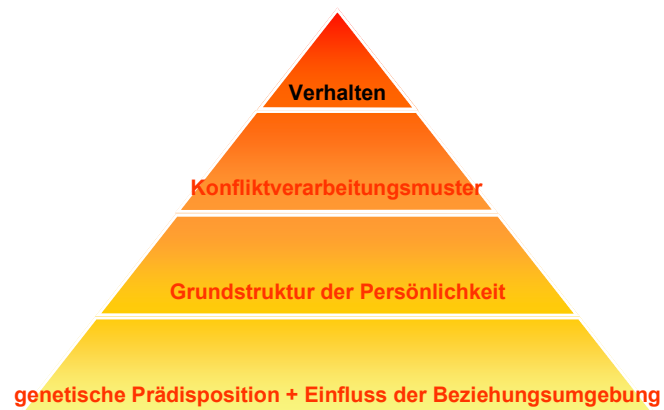 Verhalten
Konfliktverarbeitungsmuster
Grundstruktur der Persönlichkeit
genetische Prädisposition + Einfluss der Beziehungsumgebung